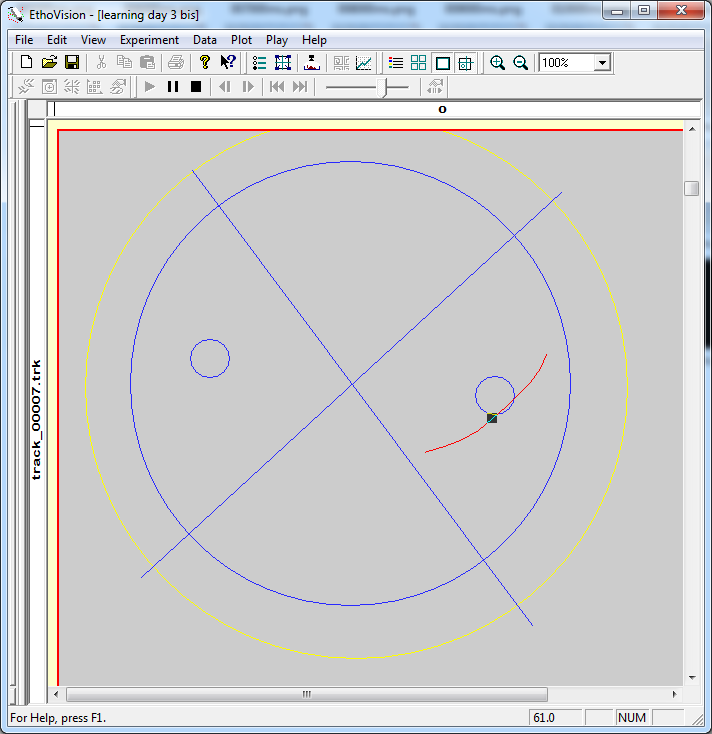 EthoVision - [learning day 3 bis]
File Edit View Experiment Data Plot Play Help
100%
o
track_00007.trk
For Help, press F1.
61.0
NUM